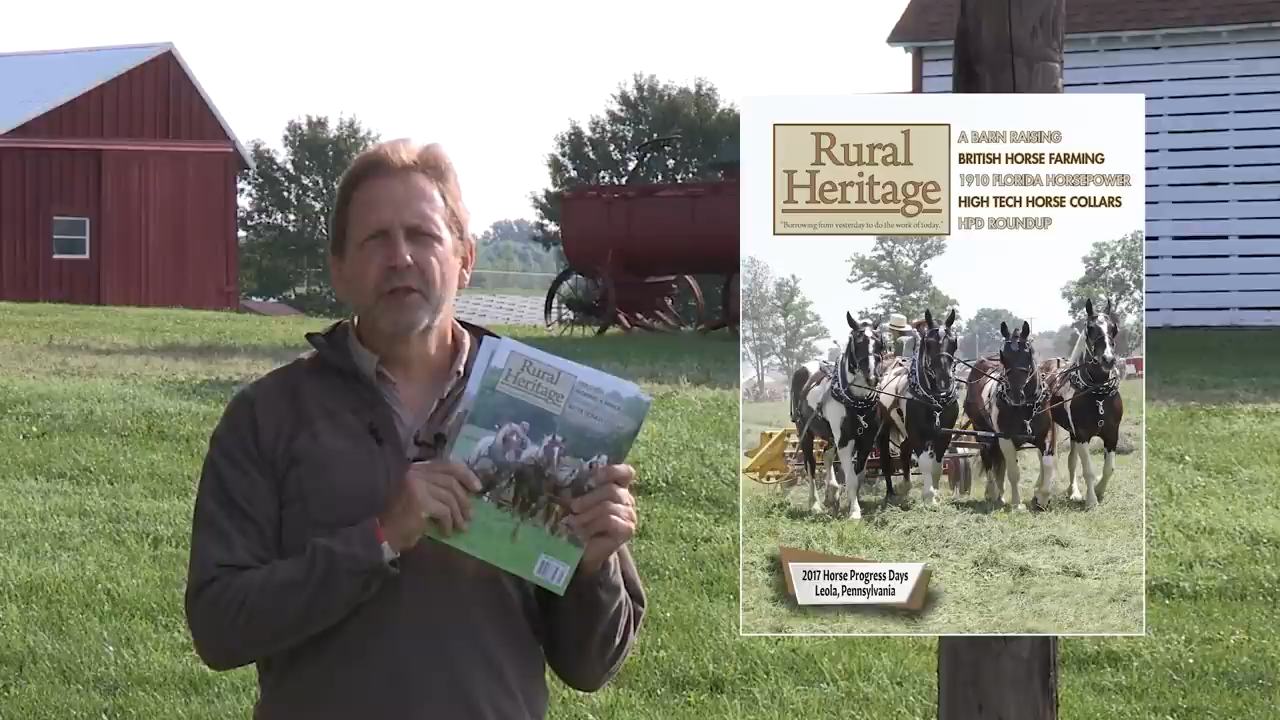 Rural
Heritage
"Borrowing from yesterday to do the work of today."
A BARN RAISING
BRITISH HORSE FARMING
1910 FLORIDA HORSEPOWER
HIGH TECH HORSE COLLARS
HPD ROUNDUP
2017 Horse Progress Days
Leola, Pennsylvania
Rural
Heritage